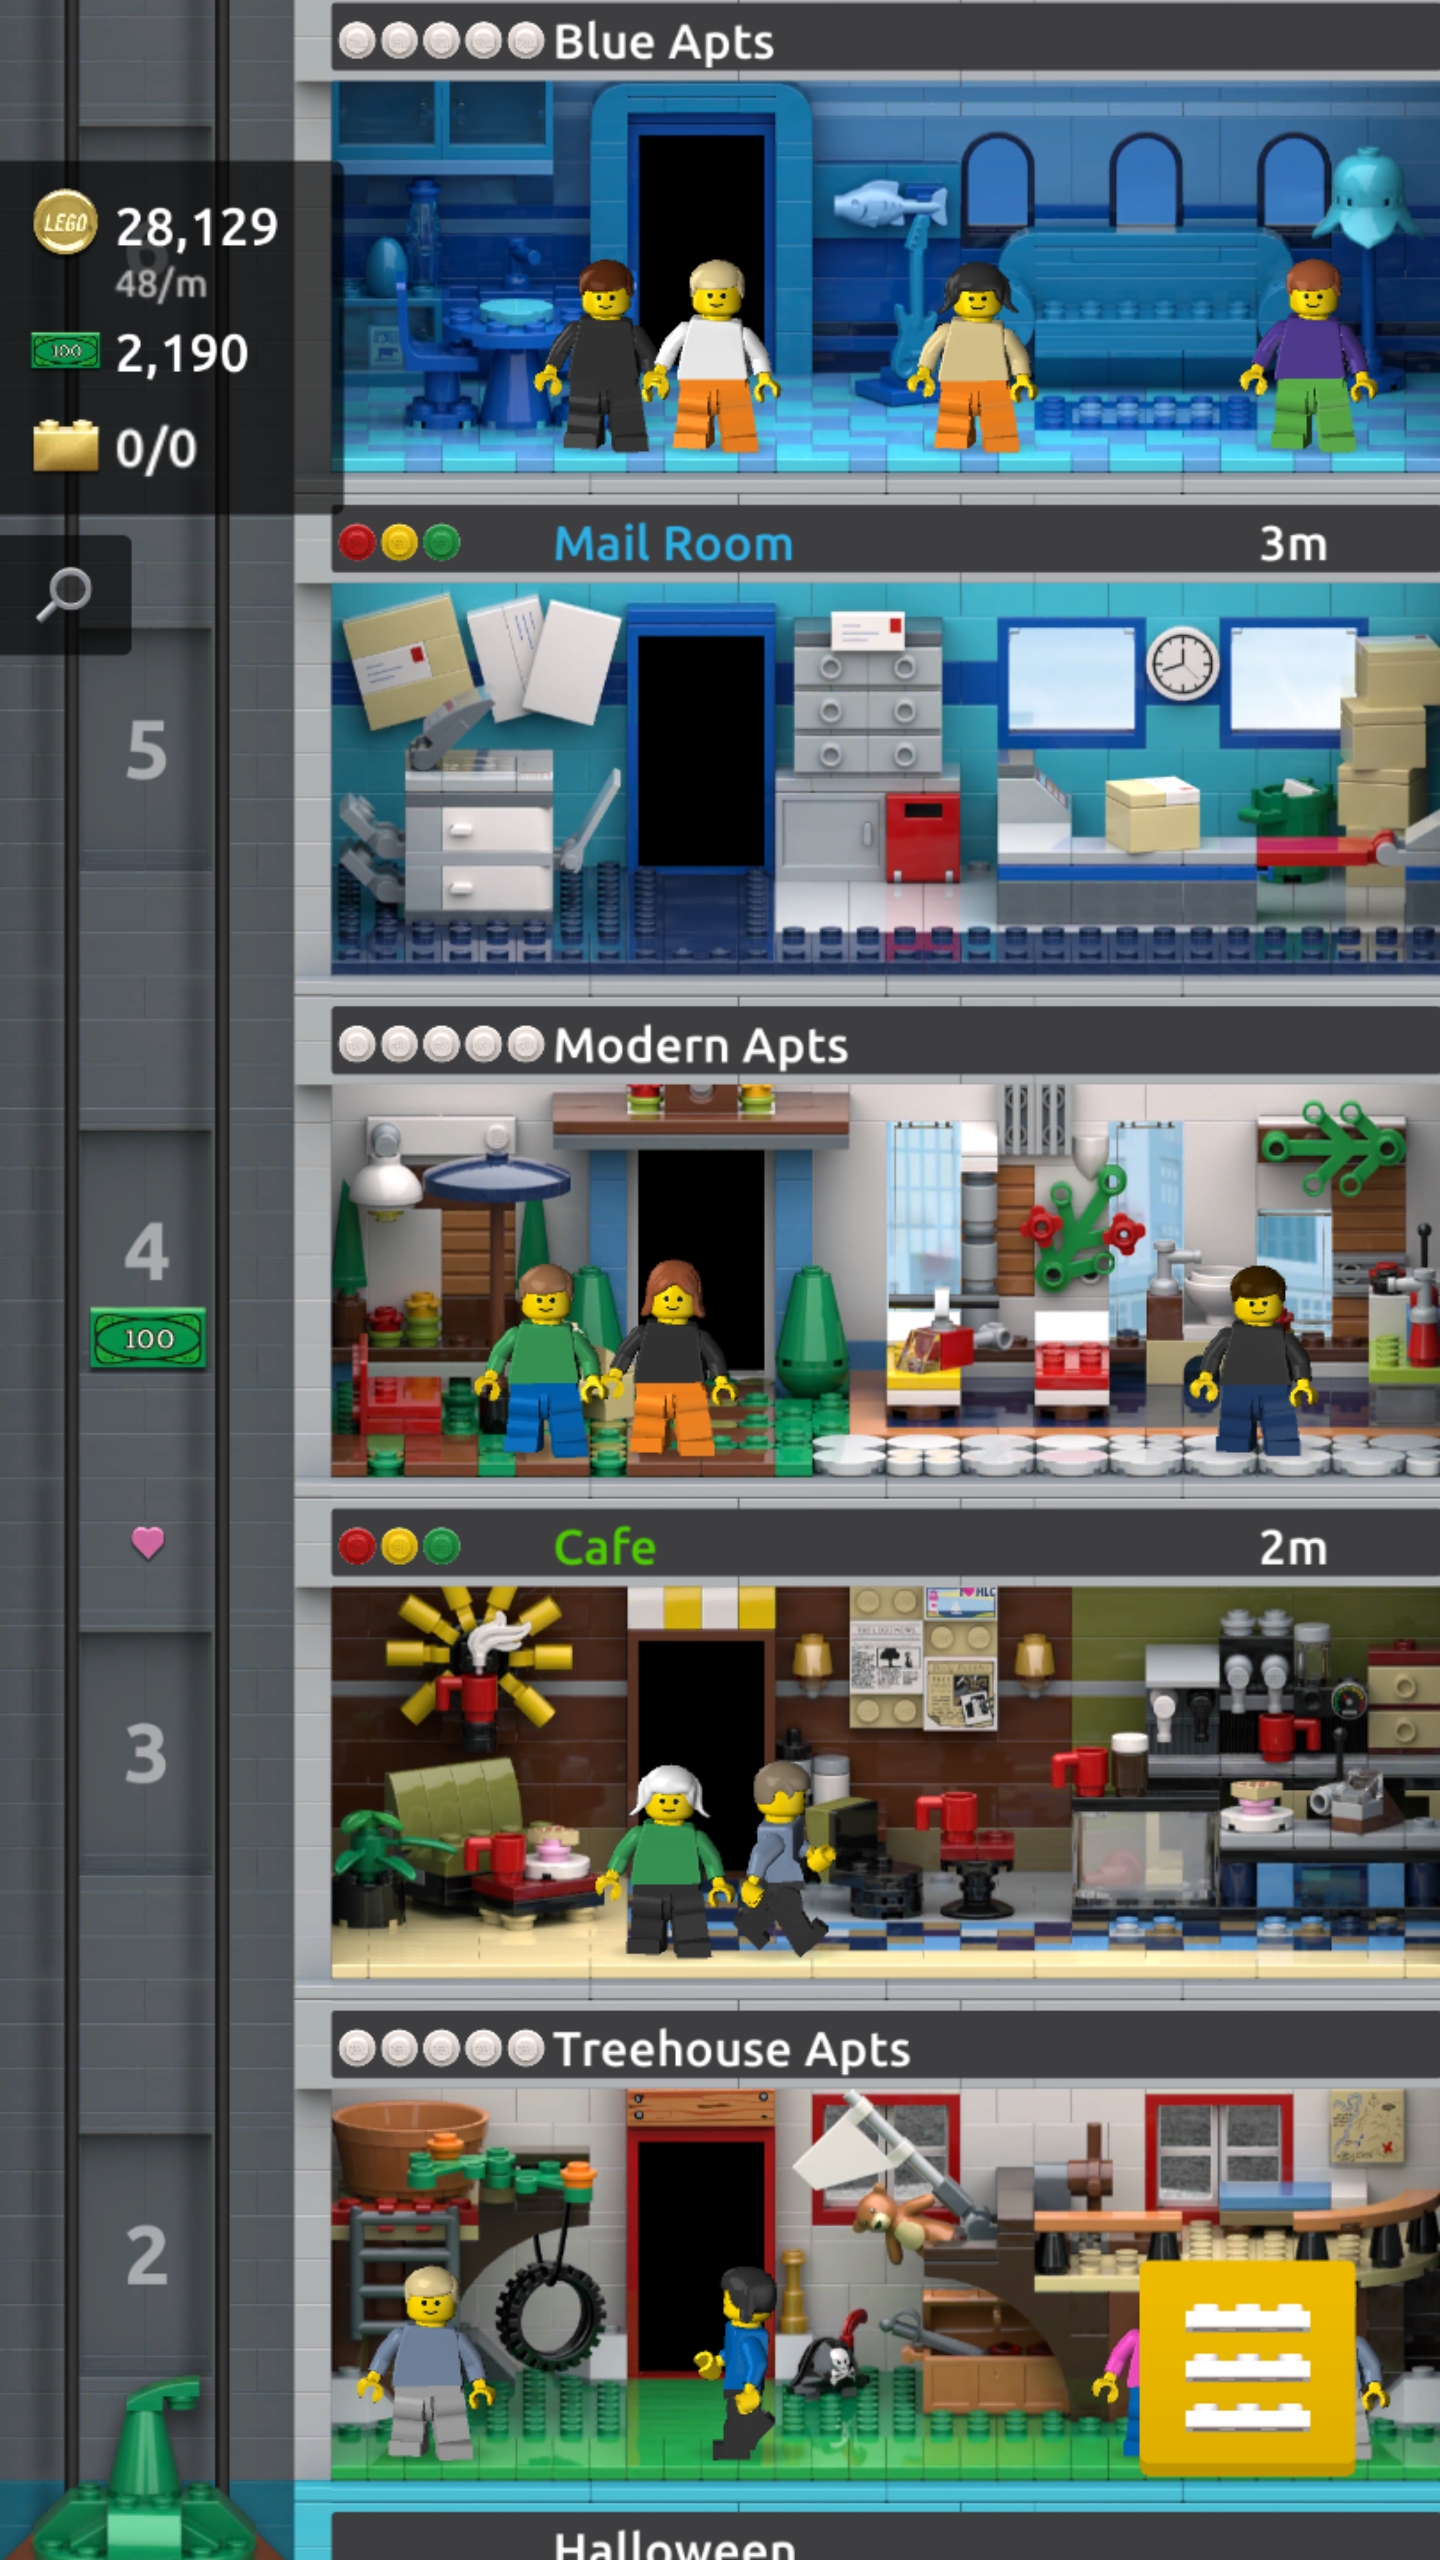 Blue Apts
LEGO
28,129
48/m
100
2,190
0/0
Mail Room
3m
5
Modern Apts
4
100
Cafe
2m
3
Treehouse Apts
2
Halloween